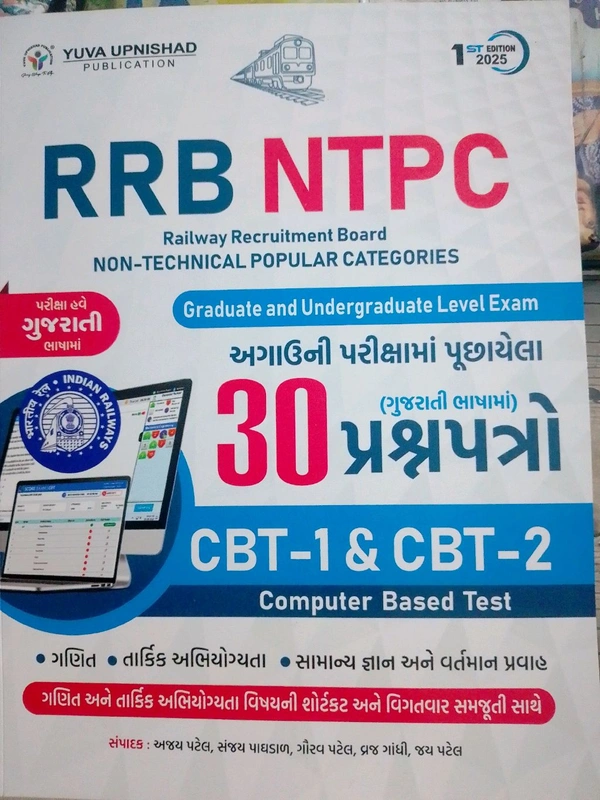 YUVA UPNISHAD
PUBLICATION
1ST EDITION
2025
RRB NTPC
Railway Recruitment Board
NON-TECHNICAL POPULAR CATEGORIES
પરીક્ષા હવે
ગુજરાતી
ભાષામાં
Graduate and Undergraduate Level Exam
અગાઉની પરીક્ષામાં પૂછાયેલા
30
(ગુજરાતી ભાષામાં)
પ્રશ્નપત્રો
भारतीय रेल • INDIAN RAILWAYS
CBT-1 & CBT-2
Computer Based Test
• ગણિત • તાર્કિક અભિયોગ્યતા • સામાન્ય જ્ઞાન અને વર્તમાન પ્રવાહ
ગણિત અને તાર્કિક અભિયોગ્યતા વિષયની શોર્ટકટ અને વિગતવાર સમજૂતી સાથે
સંપાદક : અજય પટેલ, સંજય પાઘડાળ, ગૌરવ પટેલ, વ્રજ ગાંધી, જય પટેલ